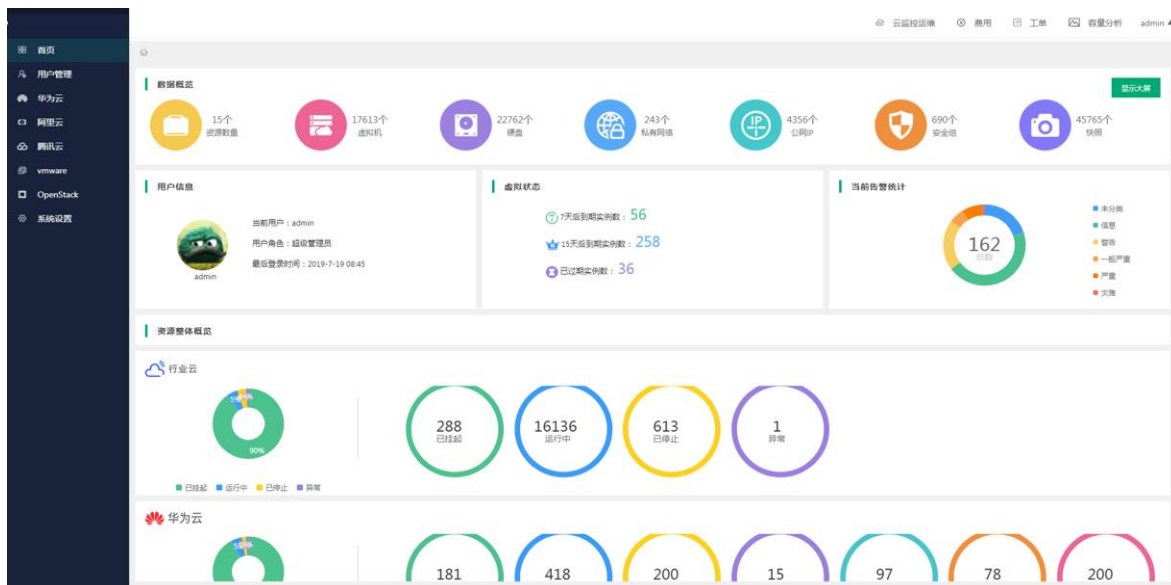 云监控运维 费用 工单 容量分析 admin
首页
用户管理
华为云
阿里云
腾讯云
vmware
OpenStack
系统设置
数据概览
显示大屏
15个
资源数量
17613个
虚拟机
22762个
硬盘
243个
私有网络
4356个
公网IP
690个
安全组
45765个
快照
用户信息
admin
当前用户：admin
用户角色：超级管理员
最后登录时间：2019-7-19 08:45
虚拟状态
7天后到期实例数：56
15天后到期实例数：258
已过期实例数：36
当前告警统计
162
总数
未分类
信息
警告
一般严重
严重
灾难
资源整体概览
行业云
5%
90%
已挂起 运行中 已停止 异常
288
已挂起
16136
运行中
613
已停止
1
异常
华为云
181
418
200
15
97
78
200